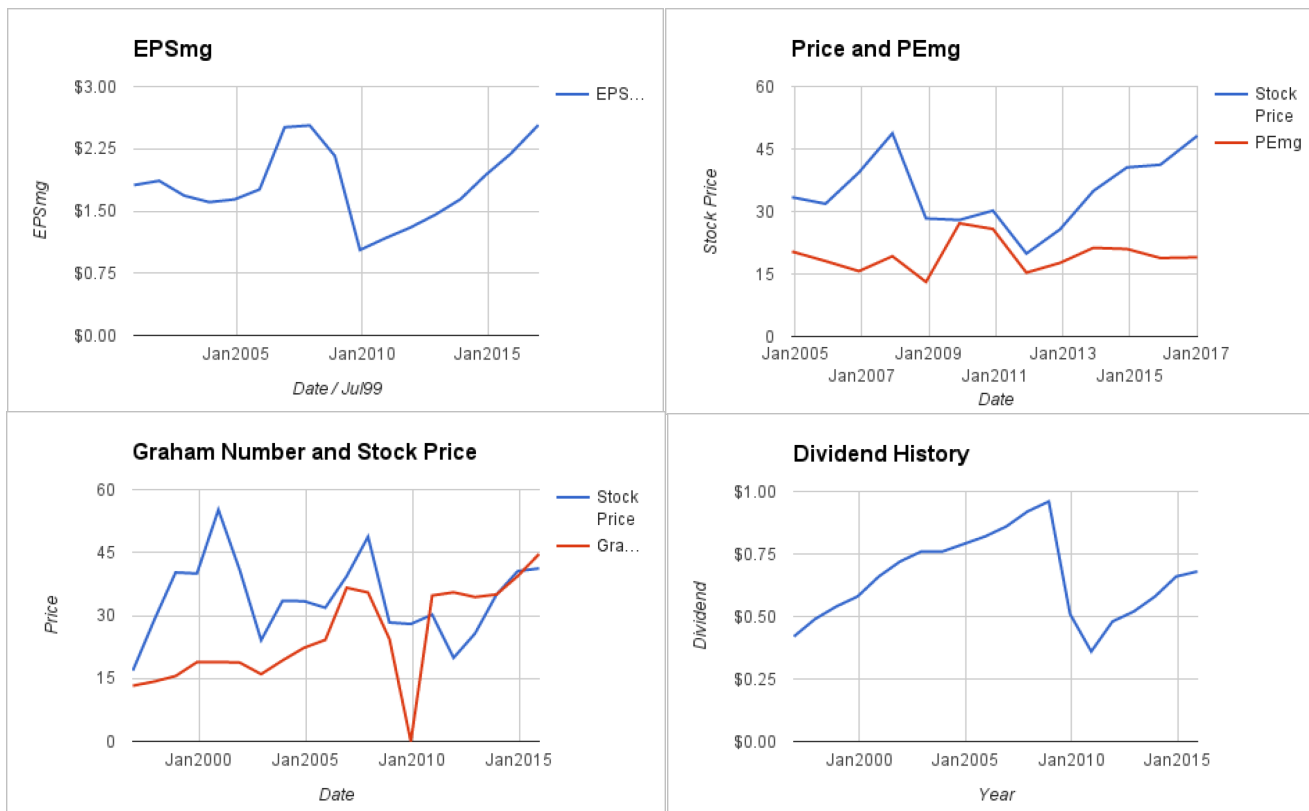 EPSmg
$3.00
EPS...
$2.25
$1.50
$0.75
$0.00
EPSmg
Jan2005 Jan2010 Jan2015
Date / Jul99
Price and PEmg
60
Stock
Price
PEmg
45
30
15
0
Stock Price
Jan2005 Jan2009 Jan2013 Jan2017
Jan2007 Jan2011 Jan2015
Date
Graham Number and Stock Price
60
Stock
Price
Gra...
45
30
15
0
Price
Jan2000 Jan2005 Jan2010 Jan2015
Date
Dividend History
$1.00
$0.75
$0.50
$0.25
$0.00
Dividend
Jan2000 Jan2005 Jan2010 Jan2015
Year